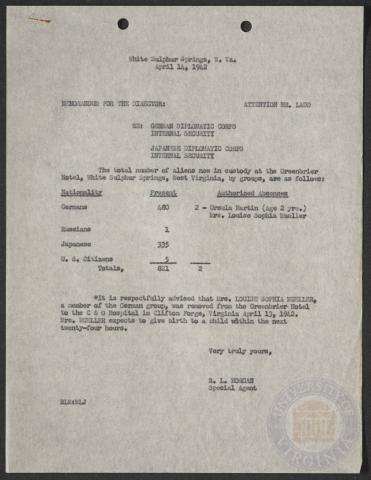 White Sulphur Springs, W. Va.
April 14, 1942
MEMORANDUM FOR THE DIRECTOR: ATTENTION MR. LADD
RE: GERMAN DIPLOMATIC CORPS
INTERNAL SECURITY
JAPANESE DIPLOMATIC CORPS
INTERNAL SECURITY
The total number of aliens now in custody at the Greenbrier
Hotel, White Sulphur Springs, West Virginia, by groups, are as follows:
Nationality Present Authorized Absences
Germans 480 2 - Ursula Martin (Age 2 yrs.)
Mrs. Louise Sophia Mueller
Russians 1
Japanese 335
U. S. Citizens 5
Totals, 821 2
*It is respectfully advised that Mrs. LOUISE SOPHIA MUELLER,
a member of the German group, was removed from the Greenbrier Hotel
to the C & O Hospital in Clifton Forge, Virginia April 13, 1942.
Mrs. MUELLER expects to give birth to a child within the next
twenty-four hours.
Very truly yours,
R. L. MORGAN
Special Agent
RLM:WLJ
UNIVERSITY OF
VIRGINIA